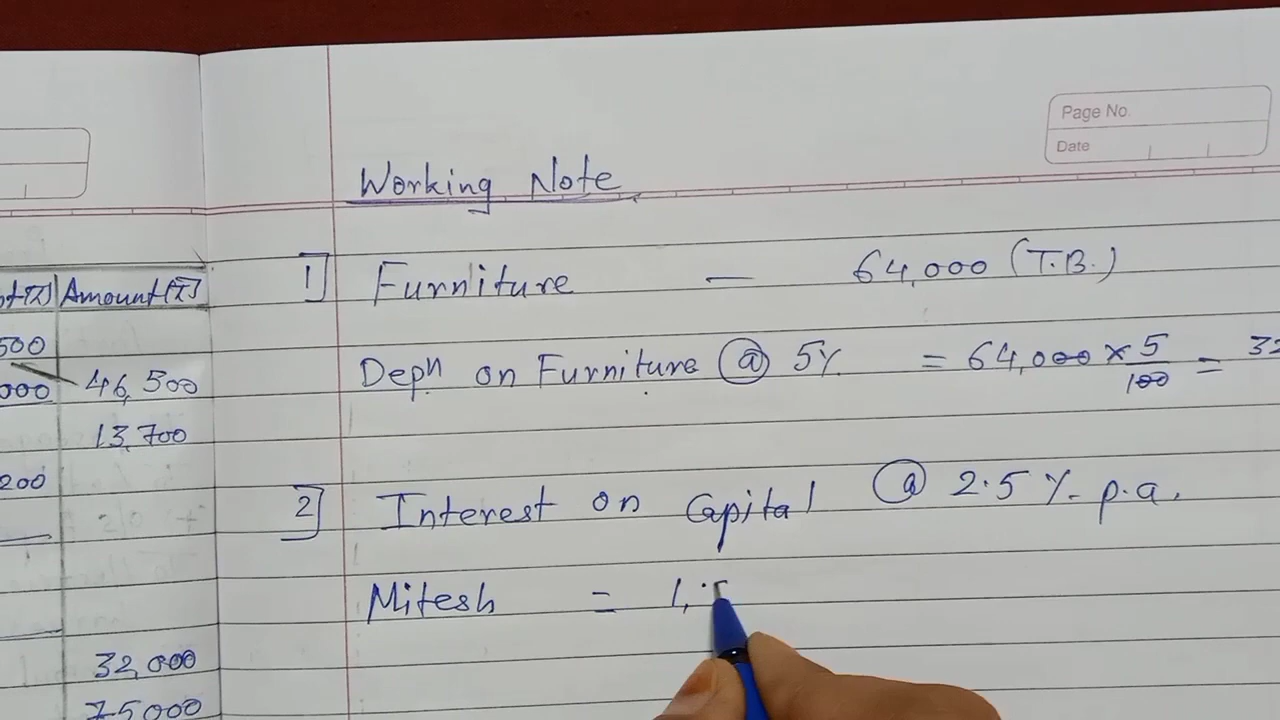 Page No.
Date
Working Note
Amount(₹)
500
000 46,500
13,700
200
32,000
75000
1] Furniture — 64,000 (T.B.)
Depn on Furniture @ 5% = 64,000 × 5/100 = 32
2] Interest on Capital @ 2.5 % p.a.
Mitesh = 1,